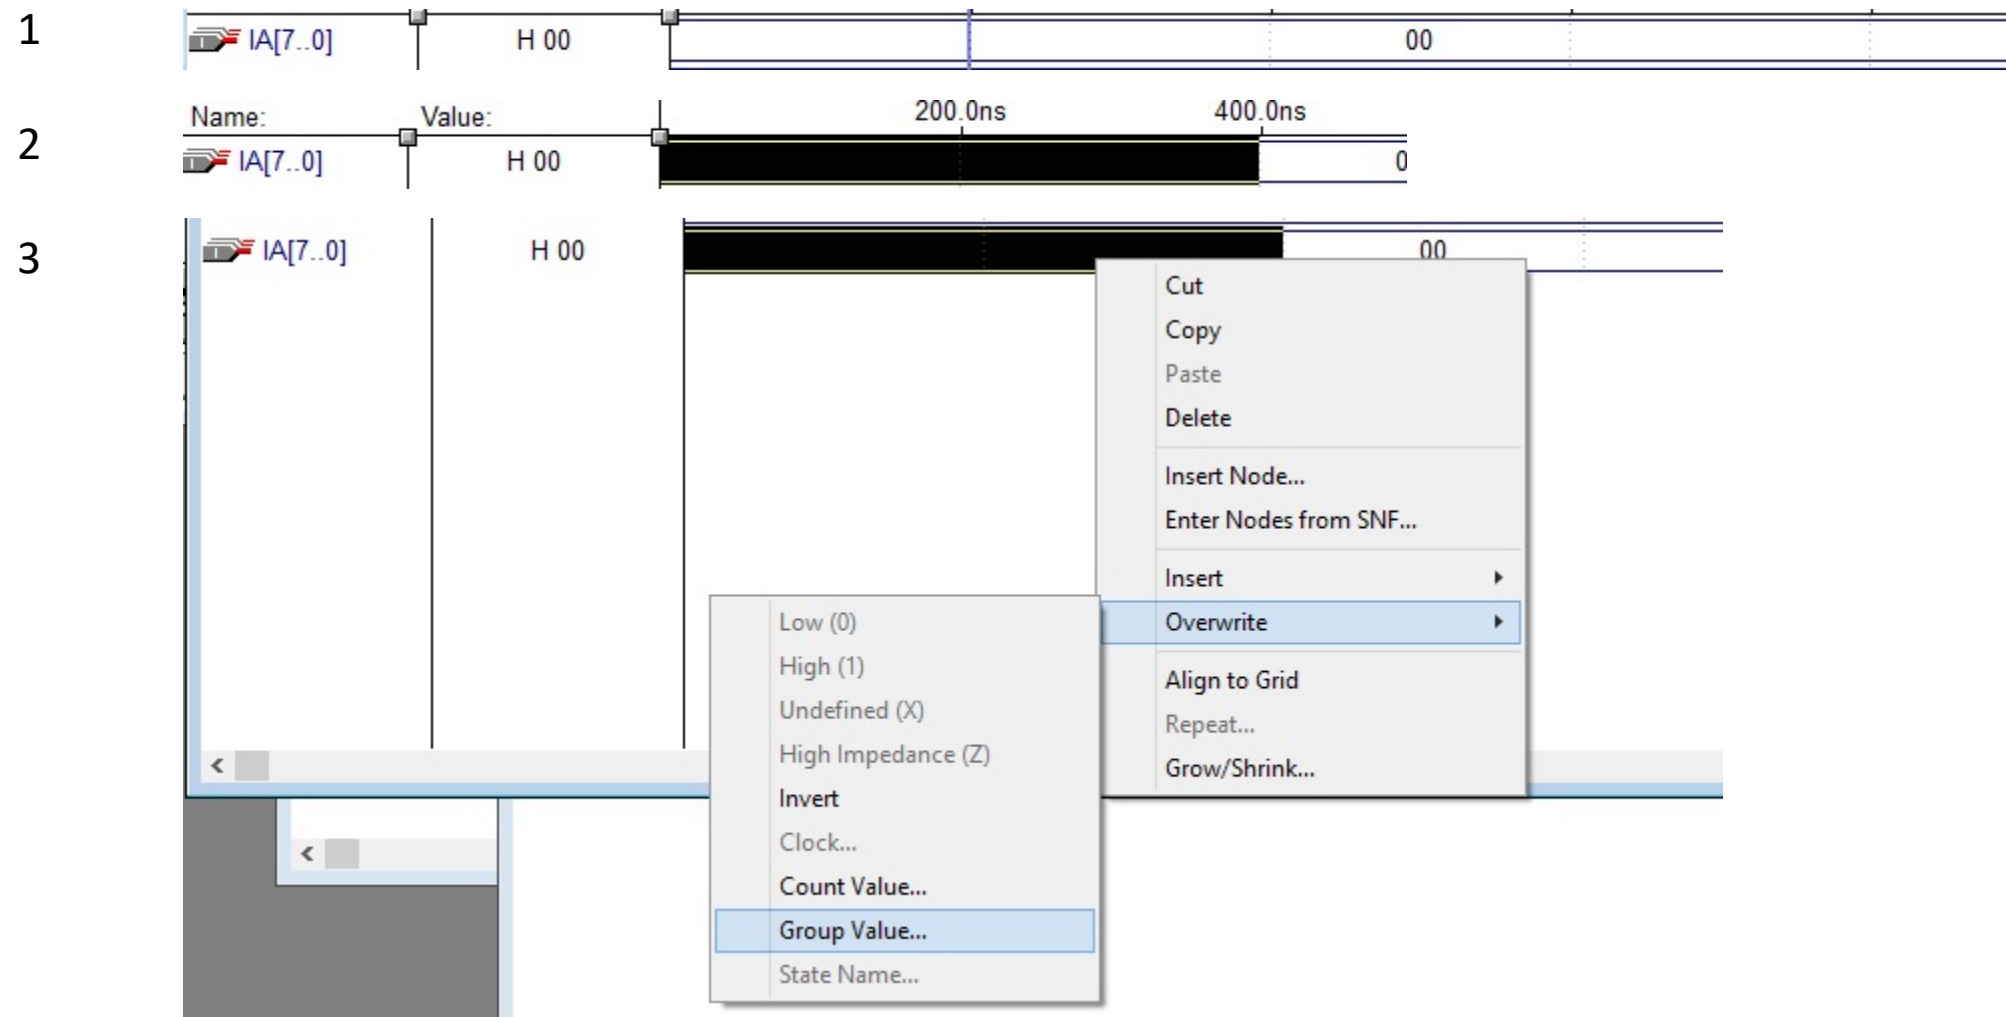 1
IA[7..0] H 00 00
2
Name: Value: 200.0ns 400.0ns
IA[7..0] H 00 0
3
IA[7..0] H 00 00
Cut
Copy
Paste
Delete
Insert Node...
Enter Nodes from SNF...
Insert
Overwrite
Align to Grid
Repeat...
Grow/Shrink...
Low (0)
High (1)
Undefined (X)
High Impedance (Z)
Invert
Clock...
Count Value...
Group Value...
State Name...